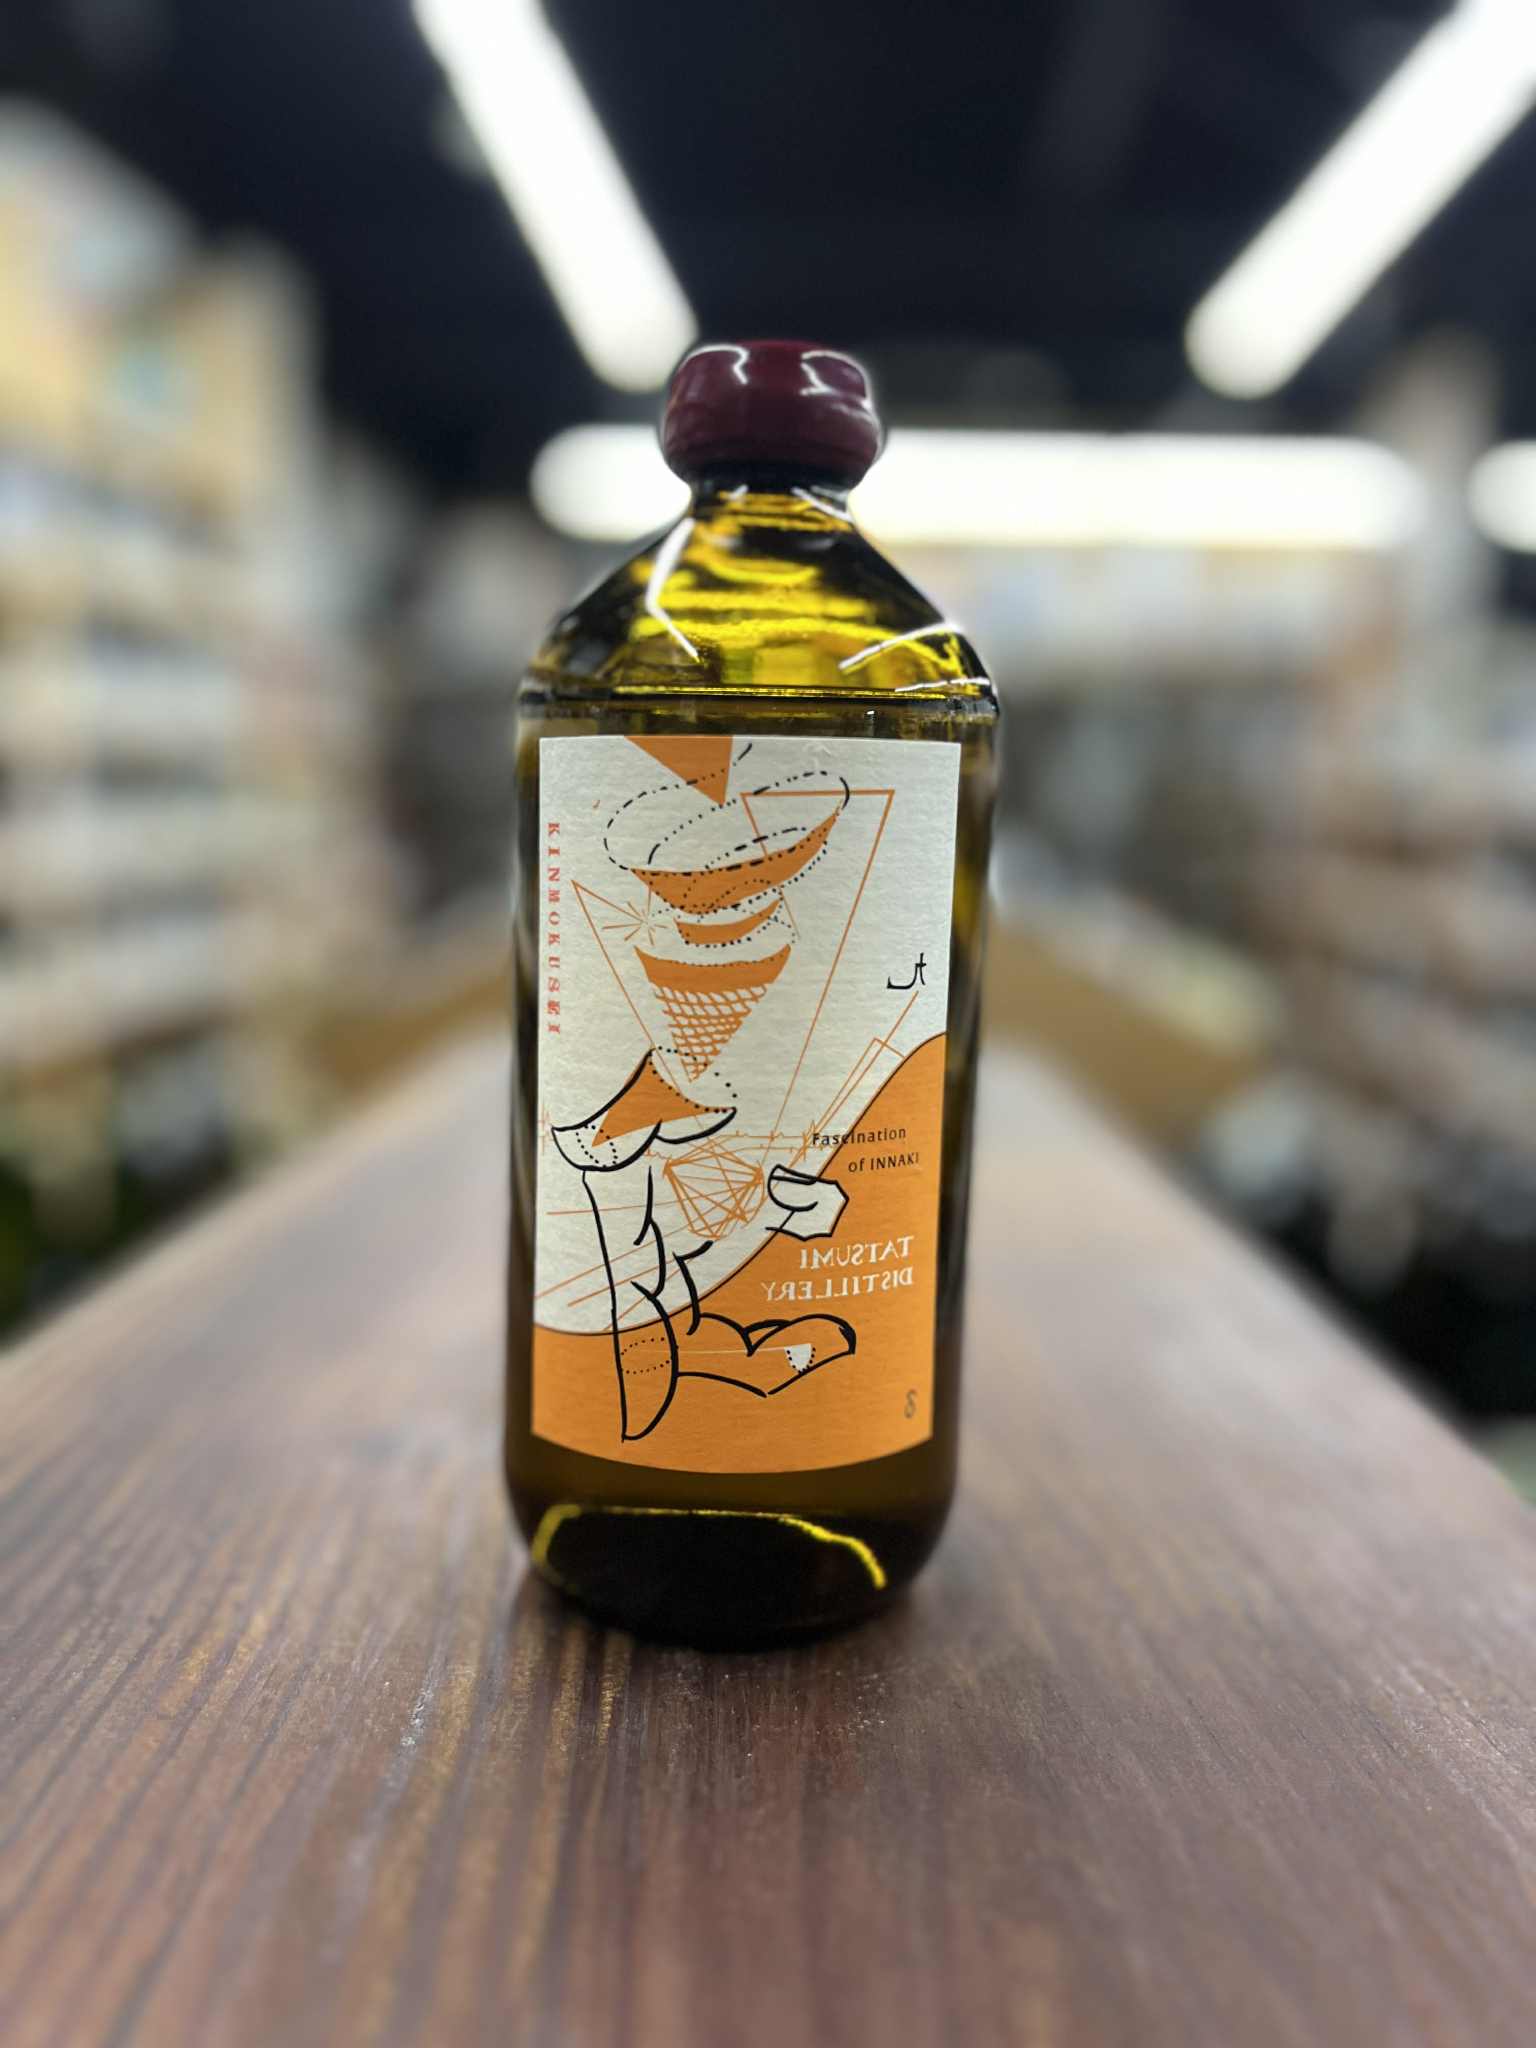 KINMOKUSEI
Fascination
of INNAKI
TATSUMI
DISTILLERY